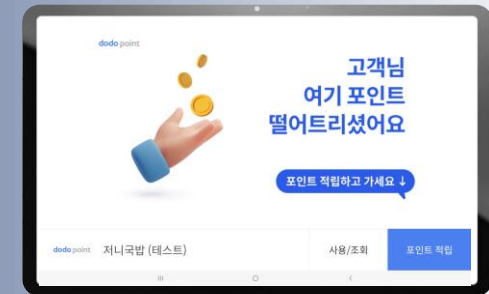 dodo point
고객님
여기 포인트
떨어트리셨어요
포인트 적립하고 가세요 ↓
dodo point 저니국밥 (테스트) 사용/조회 포인트 적립